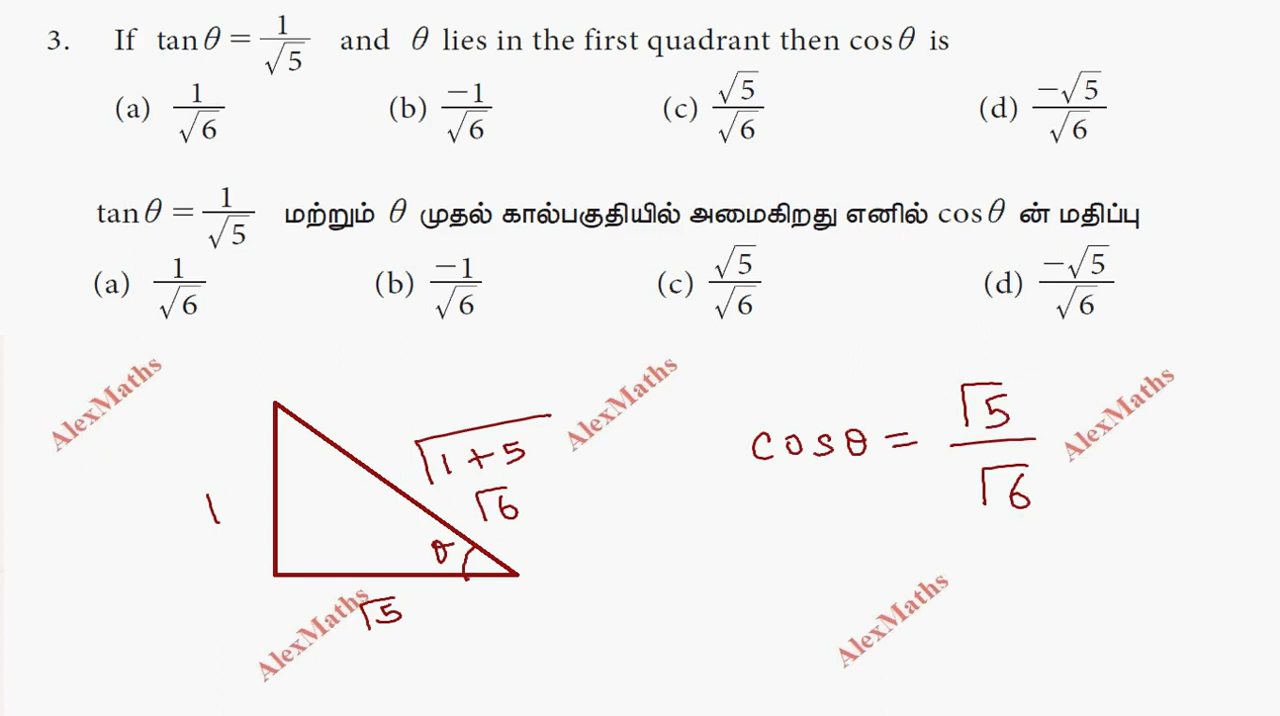 3. If tan θ = 1/√5 and θ lies in the first quadrant then cos θ is
(a) 1/√6 (b) −1/√6 (c) √5/√6 (d) −√5/√6
tan θ = 1/√5 மற்றும் θ முதல் கால்பகுதியில் அமைகிறது எனில் cos θ ன் மதிப்பு
(a) 1/√6 (b) −1/√6 (c) √5/√6 (d) −√5/√6
AlexMaths
AlexMaths
AlexMaths
√1+5
cosθ = √5/√6
1
√6
θ
√5
AlexMaths
AlexMaths